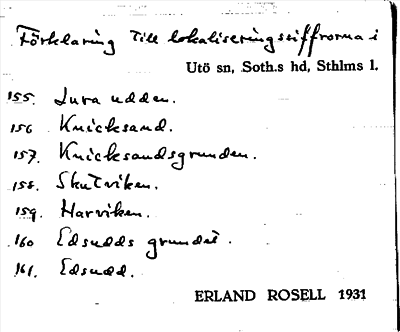 Förklaring till lokaliseringssiffrorna i
Utö sn, Soth.s hd, Sthlms l.
155. Jura udden.
156 Knicksand.
157. Knicksandsgrunden.
158. Skutviken.
159. Harviken.
160 Edsudds grundet.
161. Edsudd.
ERLAND ROSELL 1931